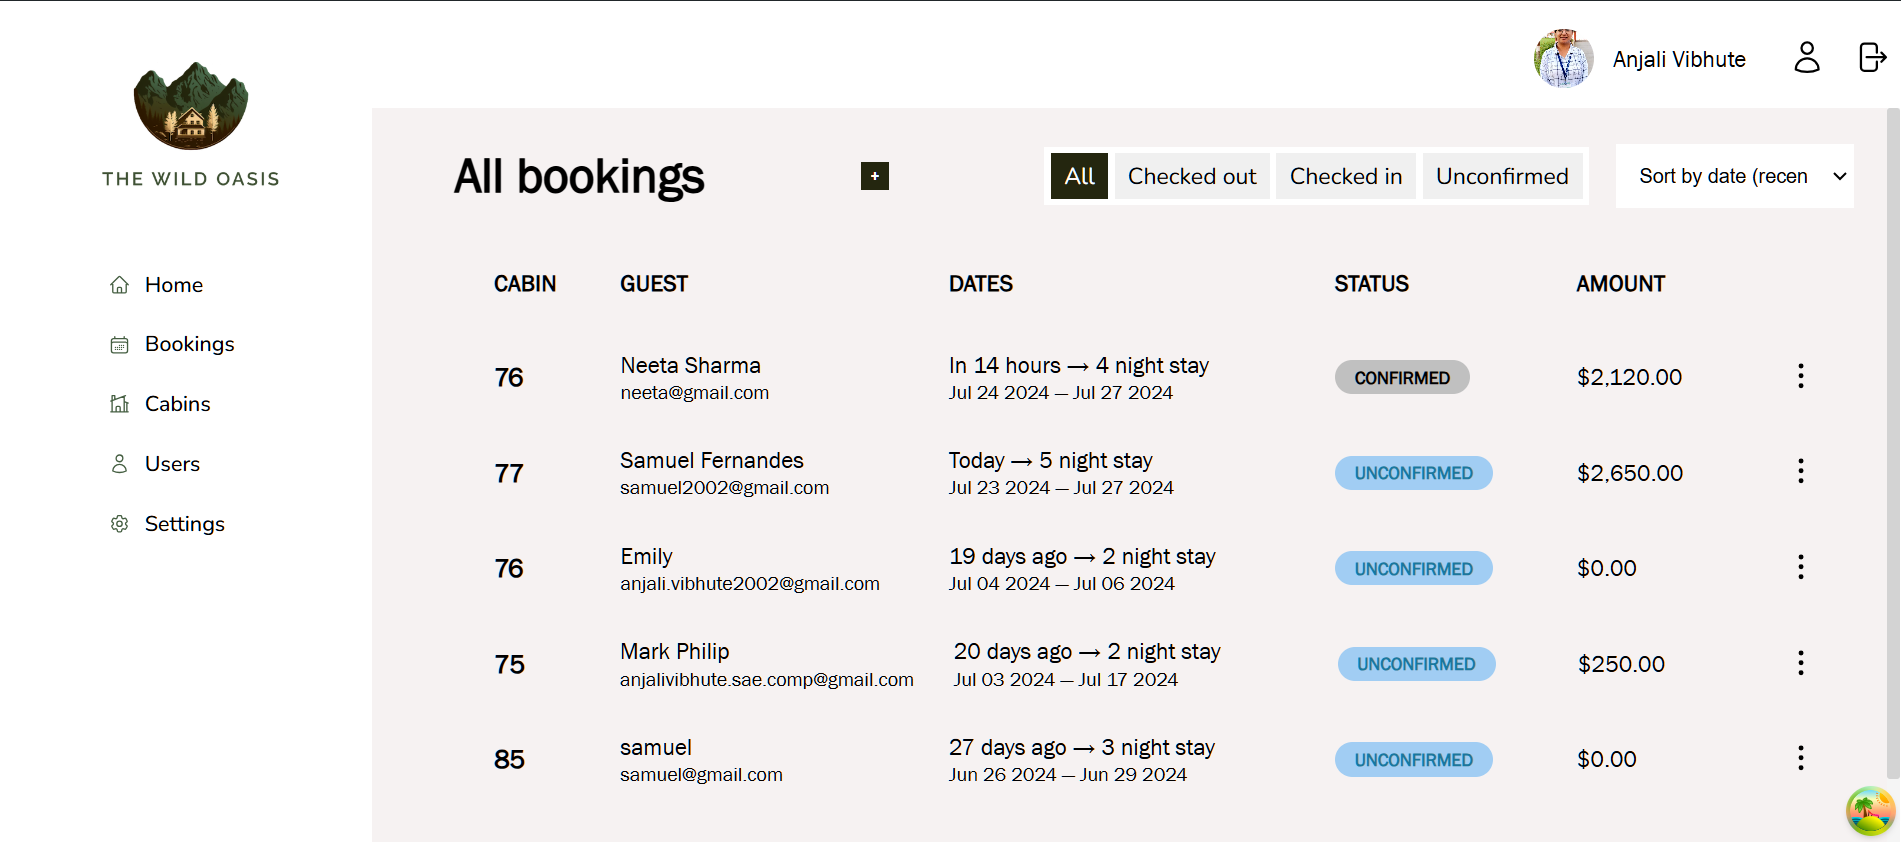 Anjali Vibhute
THE WILD OASIS
Home
Bookings
Cabins
Users
Settings
All bookings
+
All Checked out Checked in Unconfirmed
Sort by date (recen
CABIN GUEST DATES STATUS AMOUNT
76 Neeta Sharma In 14 hours → 4 night stay CONFIRMED $2,120.00
neeta@gmail.com Jul 24 2024 — Jul 27 2024
77 Samuel Fernandes Today → 5 night stay UNCONFIRMED $2,650.00
samuel2002@gmail.com Jul 23 2024 — Jul 27 2024
76 Emily 19 days ago → 2 night stay UNCONFIRMED $0.00
anjali.vibhute2002@gmail.com Jul 04 2024 — Jul 06 2024
75 Mark Philip 20 days ago → 2 night stay UNCONFIRMED $250.00
anjalivibhute.sae.comp@gmail.com Jul 03 2024 — Jul 17 2024
85 samuel 27 days ago → 3 night stay UNCONFIRMED $0.00
samuel@gmail.com Jun 26 2024 — Jun 29 2024